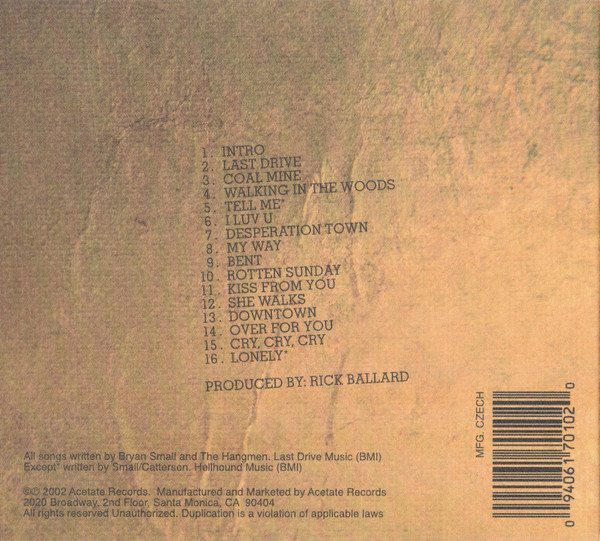 1. INTRO
2. LAST DRIVE
3. COAL MINE
4. WALKING IN THE WOODS
5. TELL ME*
6. I LUV U
7. DESPERATION TOWN
8. MY WAY
9. BENT
10. ROTTEN SUNDAY
11. KISS FROM YOU
12. SHE WALKS
13. DOWNTOWN
14. OVER FOR YOU
15. CRY, CRY, CRY
16. LONELY*
PRODUCED BY: RICK BALLARD
All songs written by Bryan Small and The Hangmen. Last Drive Music (BMI)
Except* written by Small/Catterson. Hellhound Music (BMI)
©℗ 2002 Acetate Records. Manufactured and Marketed by Acetate Records
2020 Broadway, 2nd Floor, Santa Monica, CA 90404
All rights reserved Unauthorized. Duplication is a violation of applicable laws
MFG. CZECH
0 94061 70102 0